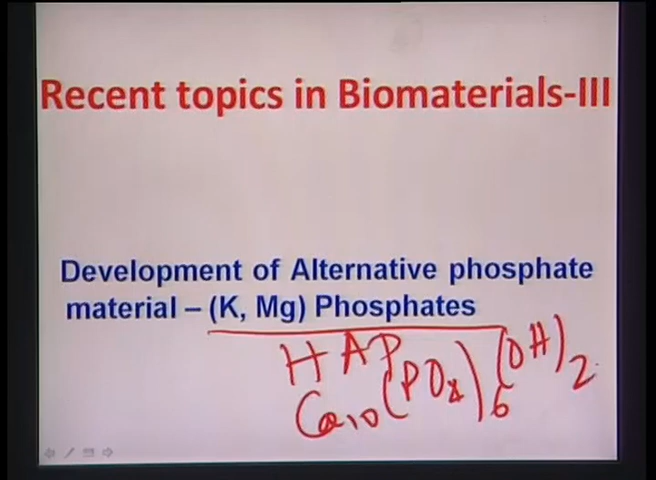 Recent topics in Biomaterials-III
Development of Alternative phosphate
material – (K, Mg) Phosphates
HAP
Ca10(PO4)6(OH)2